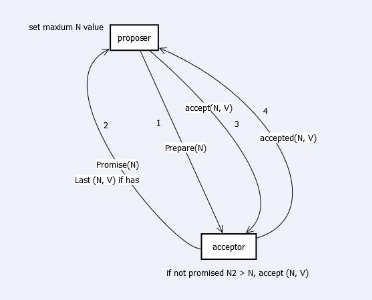 set maxium N value
proposer
accept(N, V)
4
2
1
3
accepted(N, V)
Prepare(N)
Promise(N)
Last (N, V) if has
acceptor
if not promised N2 > N, accept (N, V)